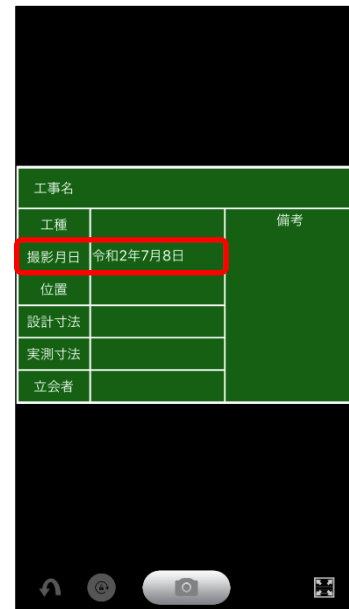 工事名
工種
備考
撮影月日 令和2年7月8日
位置
設計寸法
実測寸法
立会者